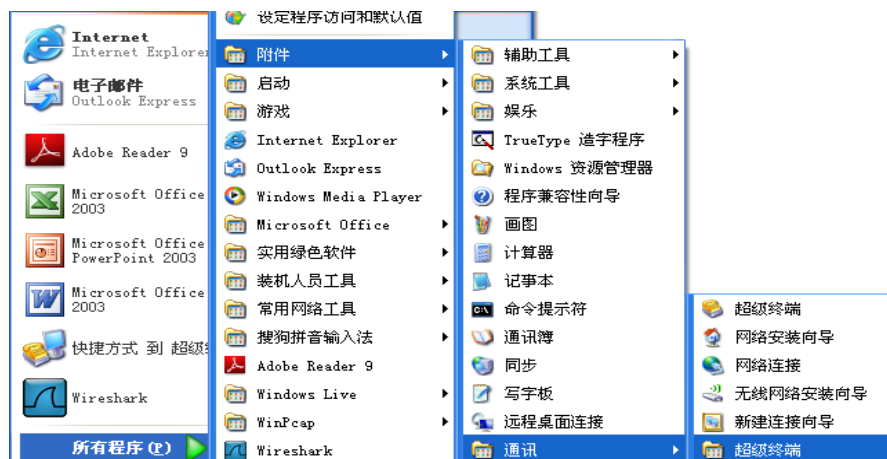 Internet
Internet Explorer
电子邮件
Outlook Express
Adobe Reader 9
Microsoft Office
2003
Microsoft Office
PowerPoint 2003
Microsoft Office
2003
快捷方式 到 超级
Wireshark
所有程序(P)
设定程序访问和默认值
附件
启动
游戏
Internet Explorer
Outlook Express
Windows Media Player
Microsoft Office
实用绿色软件
装机人员工具
常用网络工具
搜狗拼音输入法
Adobe Reader 9
Windows Live
WinPcap
Wireshark
辅助工具
系统工具
娱乐
TrueType 造字程序
Windows 资源管理器
程序兼容性向导
画图
计算器
记事本
命令提示符
通讯簿
同步
写字板
远程桌面连接
通讯
超级终端
网络安装向导
网络连接
无线网络安装向导
新建连接向导
超级终端